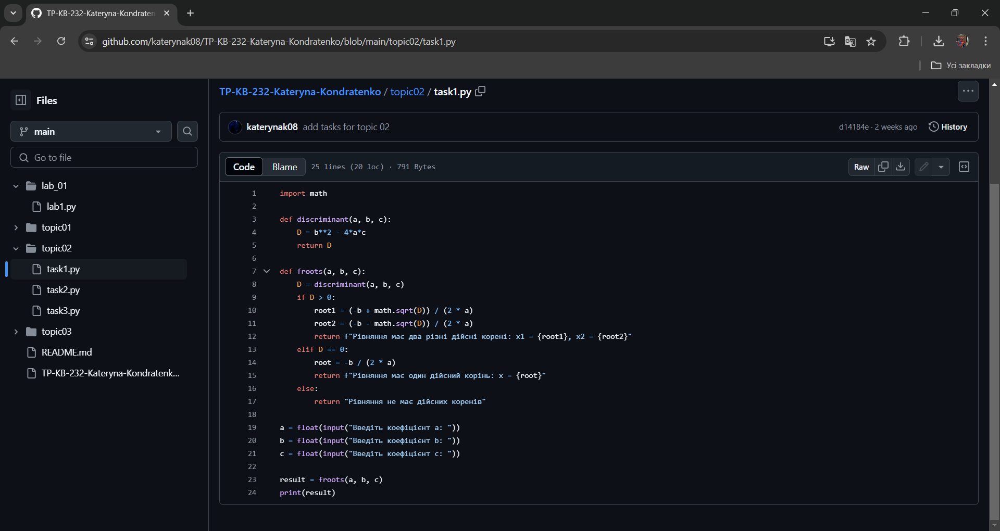 TP-KB-232-Kateryna-Kondraten
github.com/katerynak08/TP-KB-232-Kateryna-Kondratenko/blob/main/topic02/task1.py
Усі закладки
Files
main
Go to file
lab_01
lab1.py
topic01
topic02
task1.py
task2.py
task3.py
topic03
README.md
TP-KB-232-Kateryna-Kondratenk...
TP-KB-232-Kateryna-Kondratenko / topic02 / task1.py
katerynak08 add tasks for topic 02
d14184e · 2 weeks ago History
Code Blame 25 lines (20 loc) · 791 Bytes
Raw
1 import math
2
3 def discriminant(a, b, c):
4 D = b**2 - 4*a*c
5 return D
6
7 def froots(a, b, c):
8 D = discriminant(a, b, c)
9 if D > 0:
10 root1 = (-b + math.sqrt(D)) / (2 * a)
11 root2 = (-b - math.sqrt(D)) / (2 * a)
12 return f"Рівняння має два різні дійсні корені: x1 = {root1}, x2 = {root2}"
13 elif D == 0:
14 root = -b / (2 * a)
15 return f"Рівняння має один дійсний корінь: x = {root}"
16 else:
17 return "Рівняння не має дійсних коренів"
18
19 a = float(input("Введіть коефіцієнт a: "))
20 b = float(input("Введіть коефіцієнт b: "))
21 c = float(input("Введіть коефіцієнт c: "))
22
23 result = froots(a, b, c)
24 print(result)